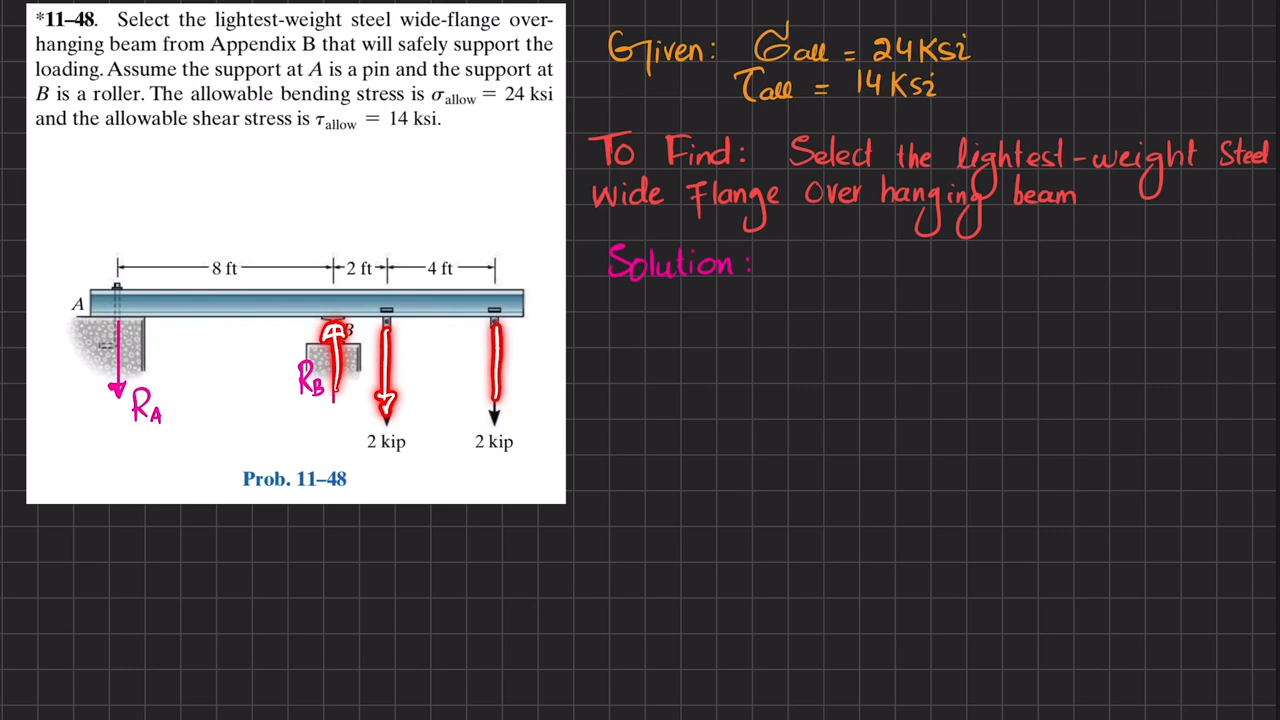 *11–48. Select the lightest-weight steel wide-flange over-
hanging beam from Appendix B that will safely support the
loading. Assume the support at A is a pin and the support at
B is a roller. The allowable bending stress is σallow = 24 ksi
and the allowable shear stress is τallow = 14 ksi.
8 ft
2 ft
4 ft
A
B
RA
RB
2 kip
2 kip
Prob. 11–48
Given: σall = 24 Ksi
τall = 14 Ksi
To Find: Select the lightest-weight Steel
Wide Flange Over hanging beam
Solution: